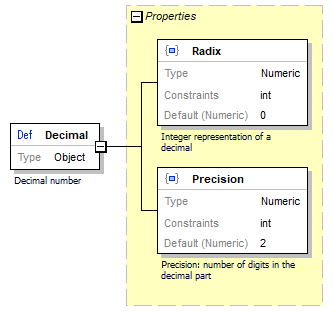 Properties
Radix
Type Numeric
Constraints int
Default (Numeric) 0
Integer representation of a
decimal
Def Decimal
Type Object
Decimal number
Precision
Type Numeric
Constraints int
Default (Numeric) 2
Precision: number of digits in the
decimal part